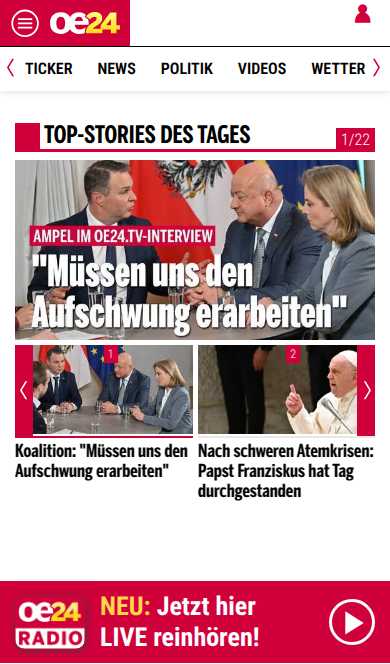 oe24
TICKER NEWS POLITIK VIDEOS WETTER
TOP-STORIES DES TAGES
1/22
AMPEL IM OE24.TV-INTERVIEW
"Müssen uns den
Aufschwung erarbeiten"
1
2
Koalition: "Müssen uns den
Aufschwung erarbeiten"
Nach schweren Atemkrisen:
Papst Franziskus hat Tag
durchgestanden
oe24
RADIO
NEU: Jetzt hier
LIVE reinhören!